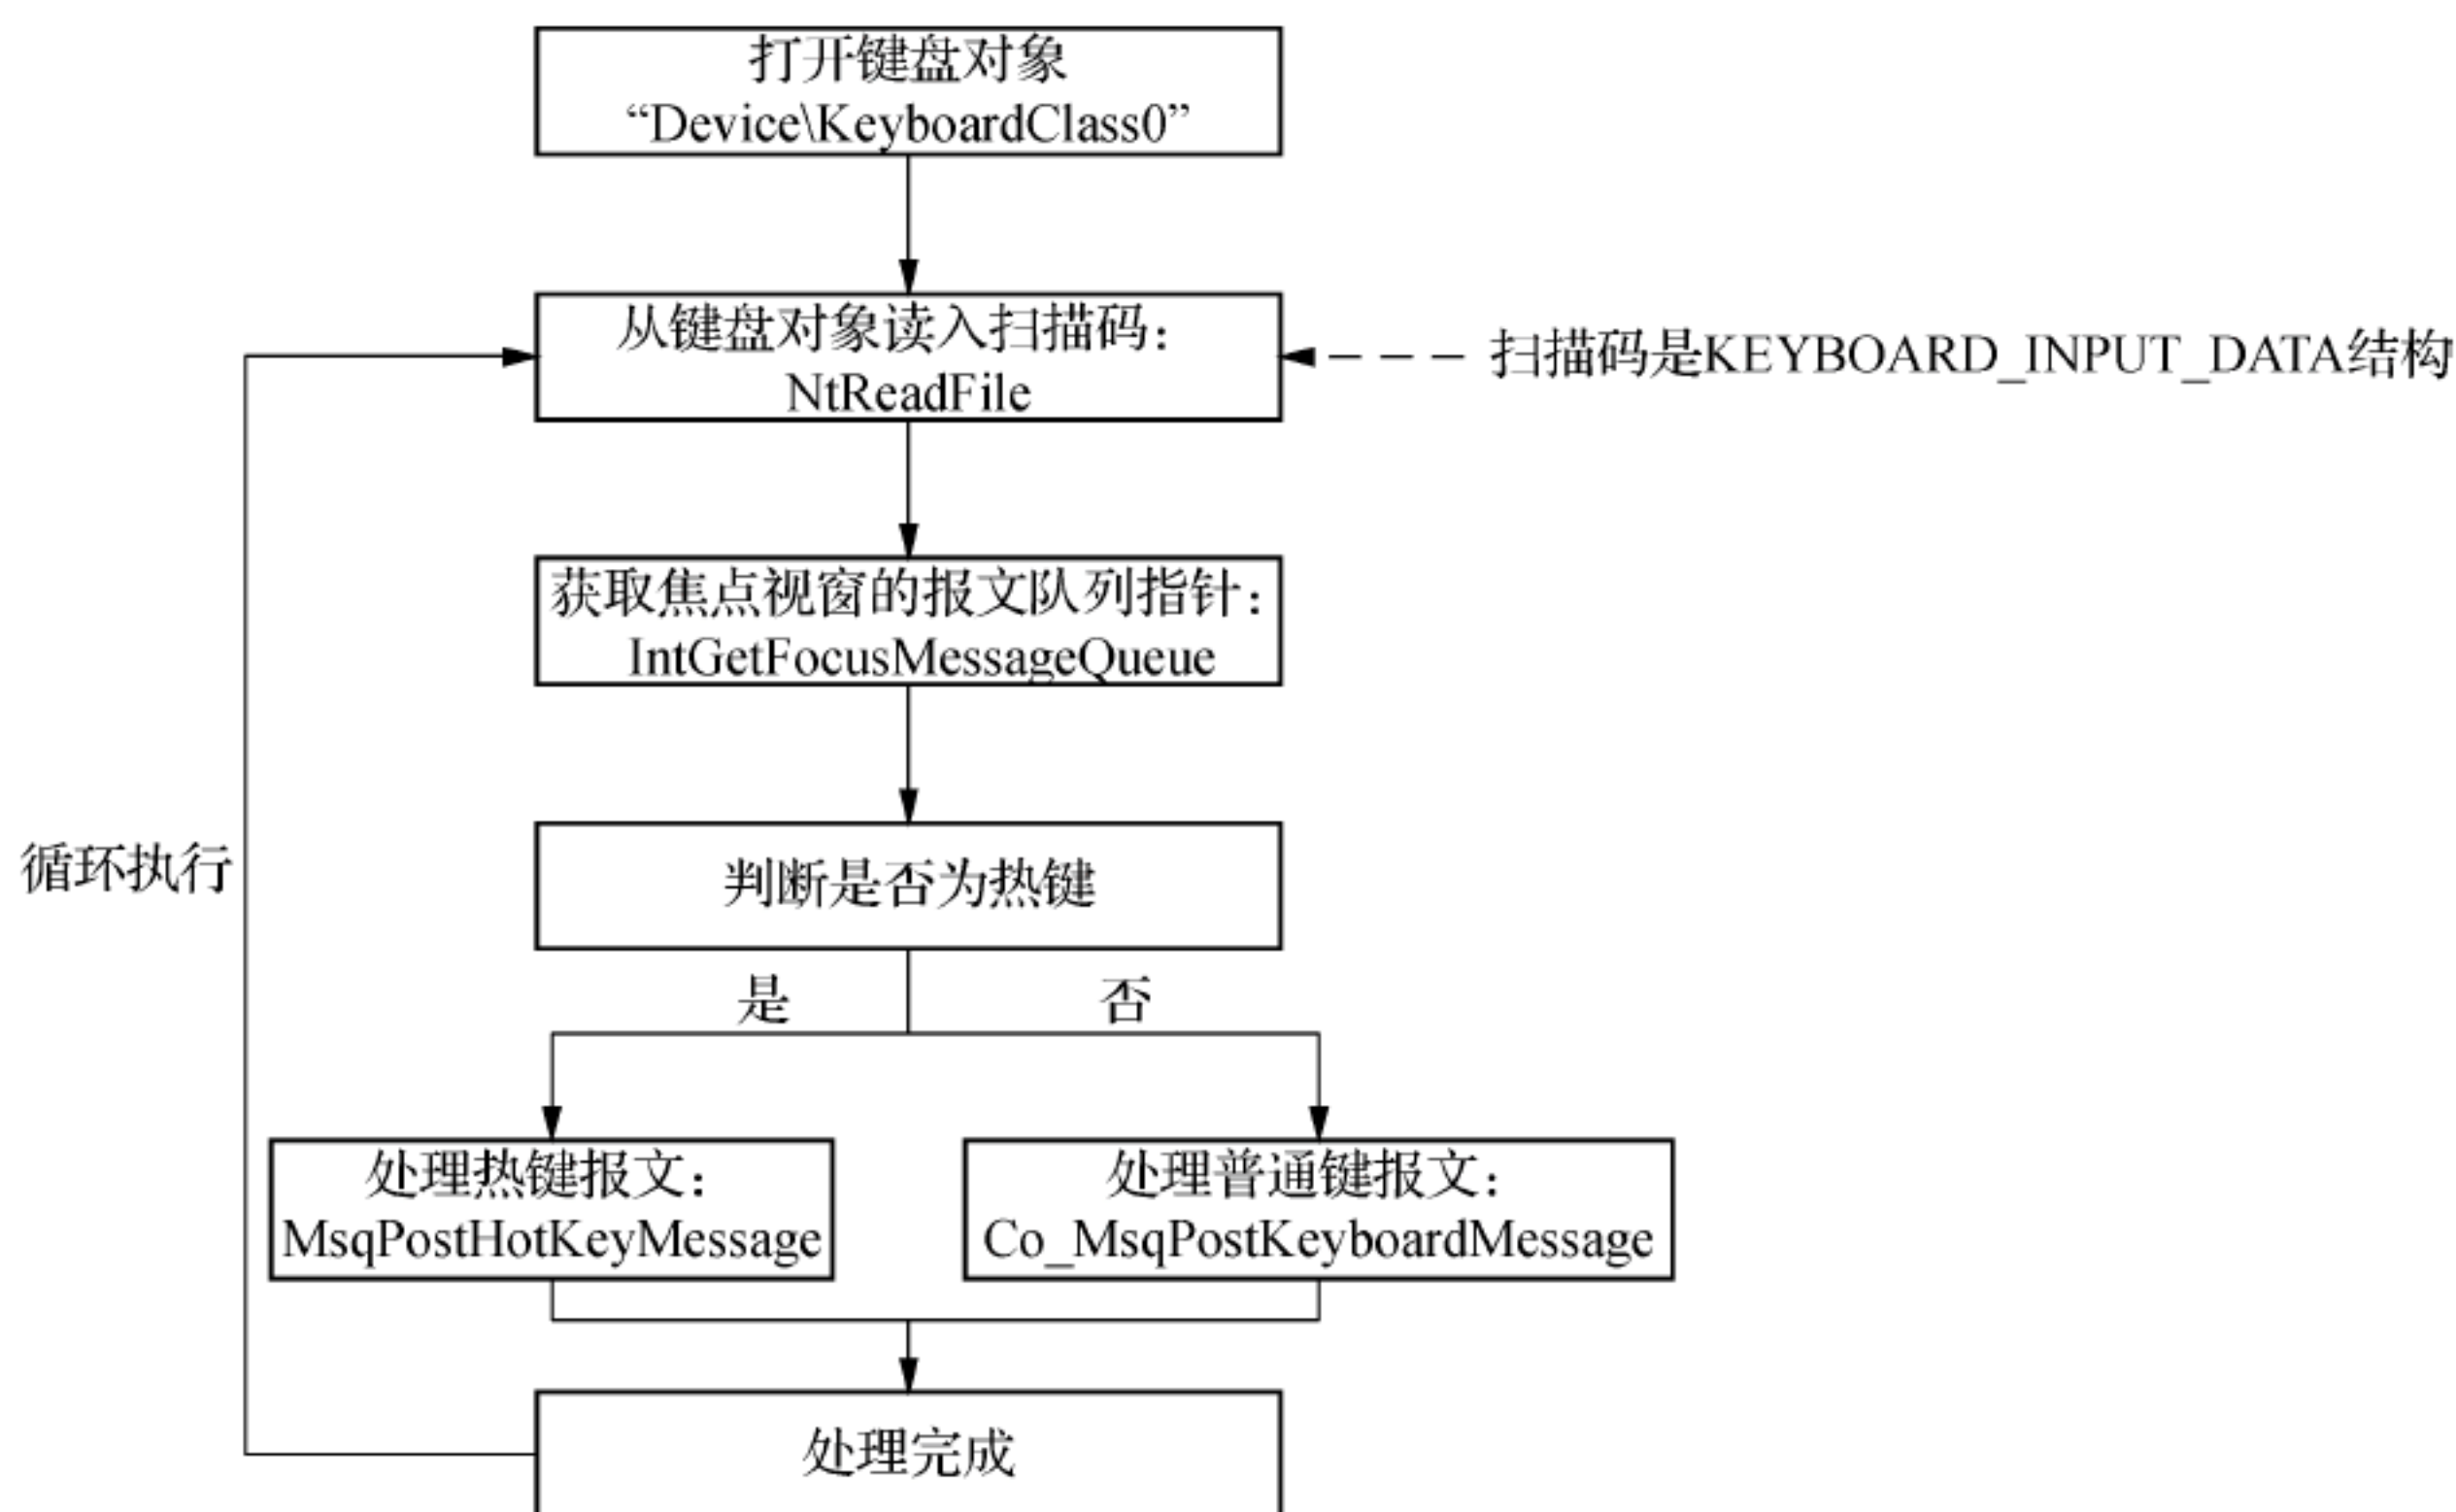 打开键盘对象
“Device\KeyboardClass0”
从键盘对象读入扫描码：
NtReadFile
扫描码是KEYBOARD_INPUT_DATA结构
获取焦点视窗的报文队列指针：
IntGetFocusMessageQueue
循环执行
判断是否为热键
是
否
处理热键报文：
MsqPostHotKeyMessage
处理普通键报文：
Co_MsqPostKeyboardMessage
处理完成